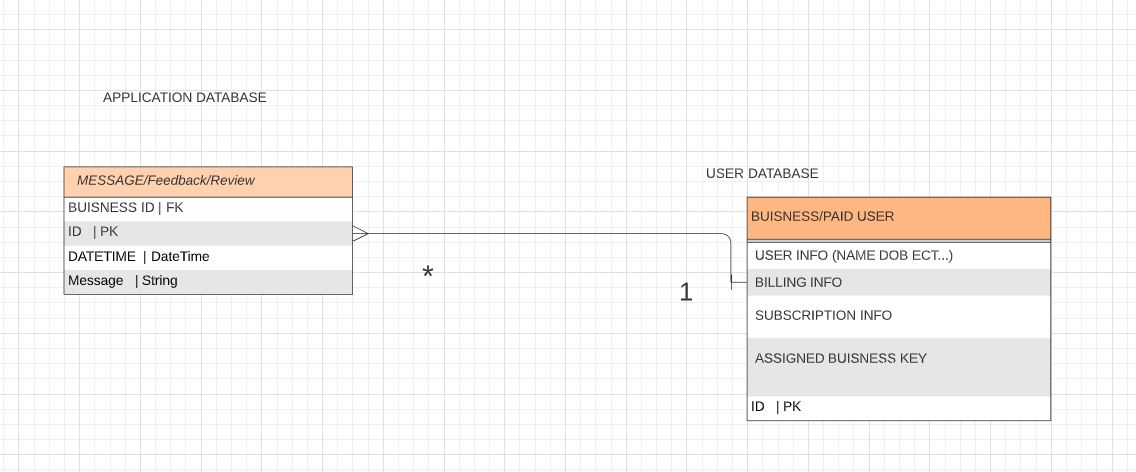 APPLICATION DATABASE
MESSAGE/Feedback/Review
BUISNESS ID | FK
ID | PK
DATETIME | DateTime
Message | String
*
1
USER DATABASE
BUISNESS/PAID USER
USER INFO (NAME DOB ECT...)
BILLING INFO
SUBSCRIPTION INFO
ASSIGNED BUISNESS KEY
ID | PK